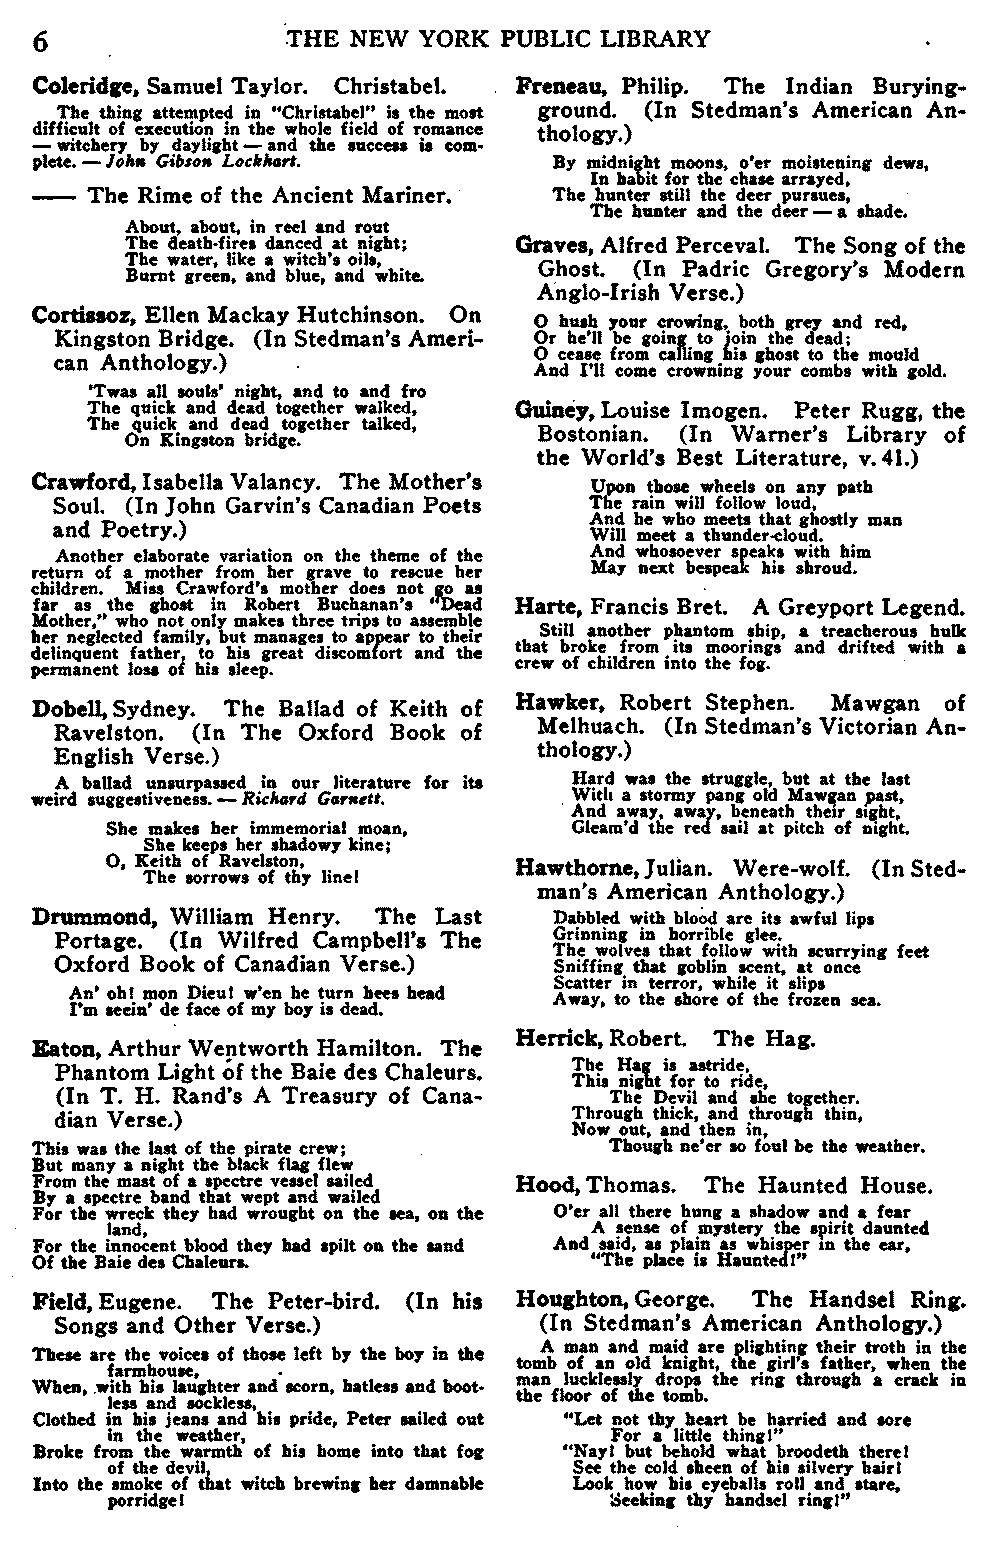 6
THE NEW YORK PUBLIC LIBRARY
Coleridge, Samuel Taylor. Christabel.
The thing attempted in "Christabel" is the most
difficult of execution in the whole field of romance
— witchery by daylight — and the success is com-
plete. — John Gibson Lockhart.
—— The Rime of the Ancient Mariner.
About, about, in reel and rout
The death-fires danced at night;
The water, like a witch's oils,
Burnt green, and blue, and white.
Cortissoz, Ellen Mackay Hutchinson. On
Kingston Bridge. (In Stedman's Ameri-
can Anthology.)
'Twas all souls' night, and to and fro
The quick and dead together walked,
The quick and dead together talked,
On Kingston bridge.
Crawford, Isabella Valancy. The Mother's
Soul. (In John Garvin's Canadian Poets
and Poetry.)
Another elaborate variation on the theme of the
return of a mother from her grave to rescue her
children. Miss Crawford's mother does not go as
far as the ghost in Robert Buchanan's "Dead
Mother," who not only makes three trips to assemble
her neglected family, but manages to appear to their
delinquent father, to his great discomfort and the
permanent loss of his sleep.
Dobell, Sydney. The Ballad of Keith of
Ravelston. (In The Oxford Book of
English Verse.)
A ballad unsurpassed in our literature for its
weird suggestiveness. — Richard Garnett.
She makes her immemorial moan,
She keeps her shadowy kine;
O, Keith of Ravelston,
The sorrows of thy line!
Drummond, William Henry. The Last
Portage. (In Wilfred Campbell's The
Oxford Book of Canadian Verse.)
An' oh! mon Dieu! w'en he turn hees head
I'm seein' de face of my boy is dead.
Eaton, Arthur Wentworth Hamilton. The
Phantom Light of the Baie des Chaleurs.
(In T. H. Rand's A Treasury of Cana-
dian Verse.)
This was the last of the pirate crew;
But many a night the black flag flew
From the mast of a spectre vessel sailed
By a spectre band that wept and wailed
For the wreck they had wrought on the sea, on the
land,
For the innocent blood they had spilt on the sand
Of the Baie des Chaleurs.
Field, Eugene. The Peter-bird. (In his
Songs and Other Verse.)
These are the voices of those left by the boy in the
farmhouse,
When, with his laughter and scorn, hatless and boot-
less and sockless,
Clothed in his jeans and his pride, Peter sailed out
in the weather,
Broke from the warmth of his home into that fog
of the devil,
Into the smoke of that witch brewing her damnable
porridge!
Freneau, Philip. The Indian Burying-
ground. (In Stedman's American An-
thology.)
By midnight moons, o'er moistening dews,
In habit for the chase arrayed,
The hunter still the deer pursues,
The hunter and the deer — a shade.
Graves, Alfred Perceval. The Song of the
Ghost. (In Padric Gregory's Modern
Anglo-Irish Verse.)
O hush your crowing, both grey and red,
Or he'll be going to join the dead;
O cease from calling his ghost to the mould
And I'll come crowning your combs with gold.
Guiney, Louise Imogen. Peter Rugg, the
Bostonian. (In Warner's Library of
the World's Best Literature, v. 41.)
Upon those wheels on any path
The rain will follow loud,
And he who meets that ghostly man
Will meet a thunder-cloud.
And whosoever speaks with him
May next bespeak his shroud.
Harte, Francis Bret. A Greyport Legend.
Still another phantom ship, a treacherous hulk
that broke from its moorings and drifted with a
crew of children into the fog.
Hawker, Robert Stephen. Mawgan of
Melhuach. (In Stedman's Victorian An-
thology.)
Hard was the struggle, but at the last
With a stormy pang old Mawgan past,
And away, away, beneath their sight,
Gleam'd the red sail at pitch of night.
Hawthorne, Julian. Were-wolf. (In Sted-
man's American Anthology.)
Dabbled with blood are its awful lips
Grinning in horrible glee.
The wolves that follow with scurrying feet
Sniffing that goblin scent, at once
Scatter in terror, while it slips
Away, to the shore of the frozen sea.
Herrick, Robert. The Hag.
The Hag is astride,
This night for to ride,
The Devil and she together.
Through thick, and through thin,
Now out, and then in,
Though ne'er so foul be the weather.
Hood, Thomas. The Haunted House.
O'er all there hung a shadow and a fear
A sense of mystery the spirit daunted
And said, as plain as whisper in the ear,
"The place is Haunted!"
Houghton, George. The Handsel Ring.
(In Stedman's American Anthology.)
A man and maid are plighting their troth in the
tomb of an old knight, the girl's father, when the
man lucklessly drops the ring through a crack in
the floor of the tomb.
"Let not thy heart be harried and sore
For a little thing!"
"Nay! but behold what broodeth there!
See the cold sheen of his silvery hair!
Look how his eyeballs roll and stare,
Seeking thy handsel ring!"